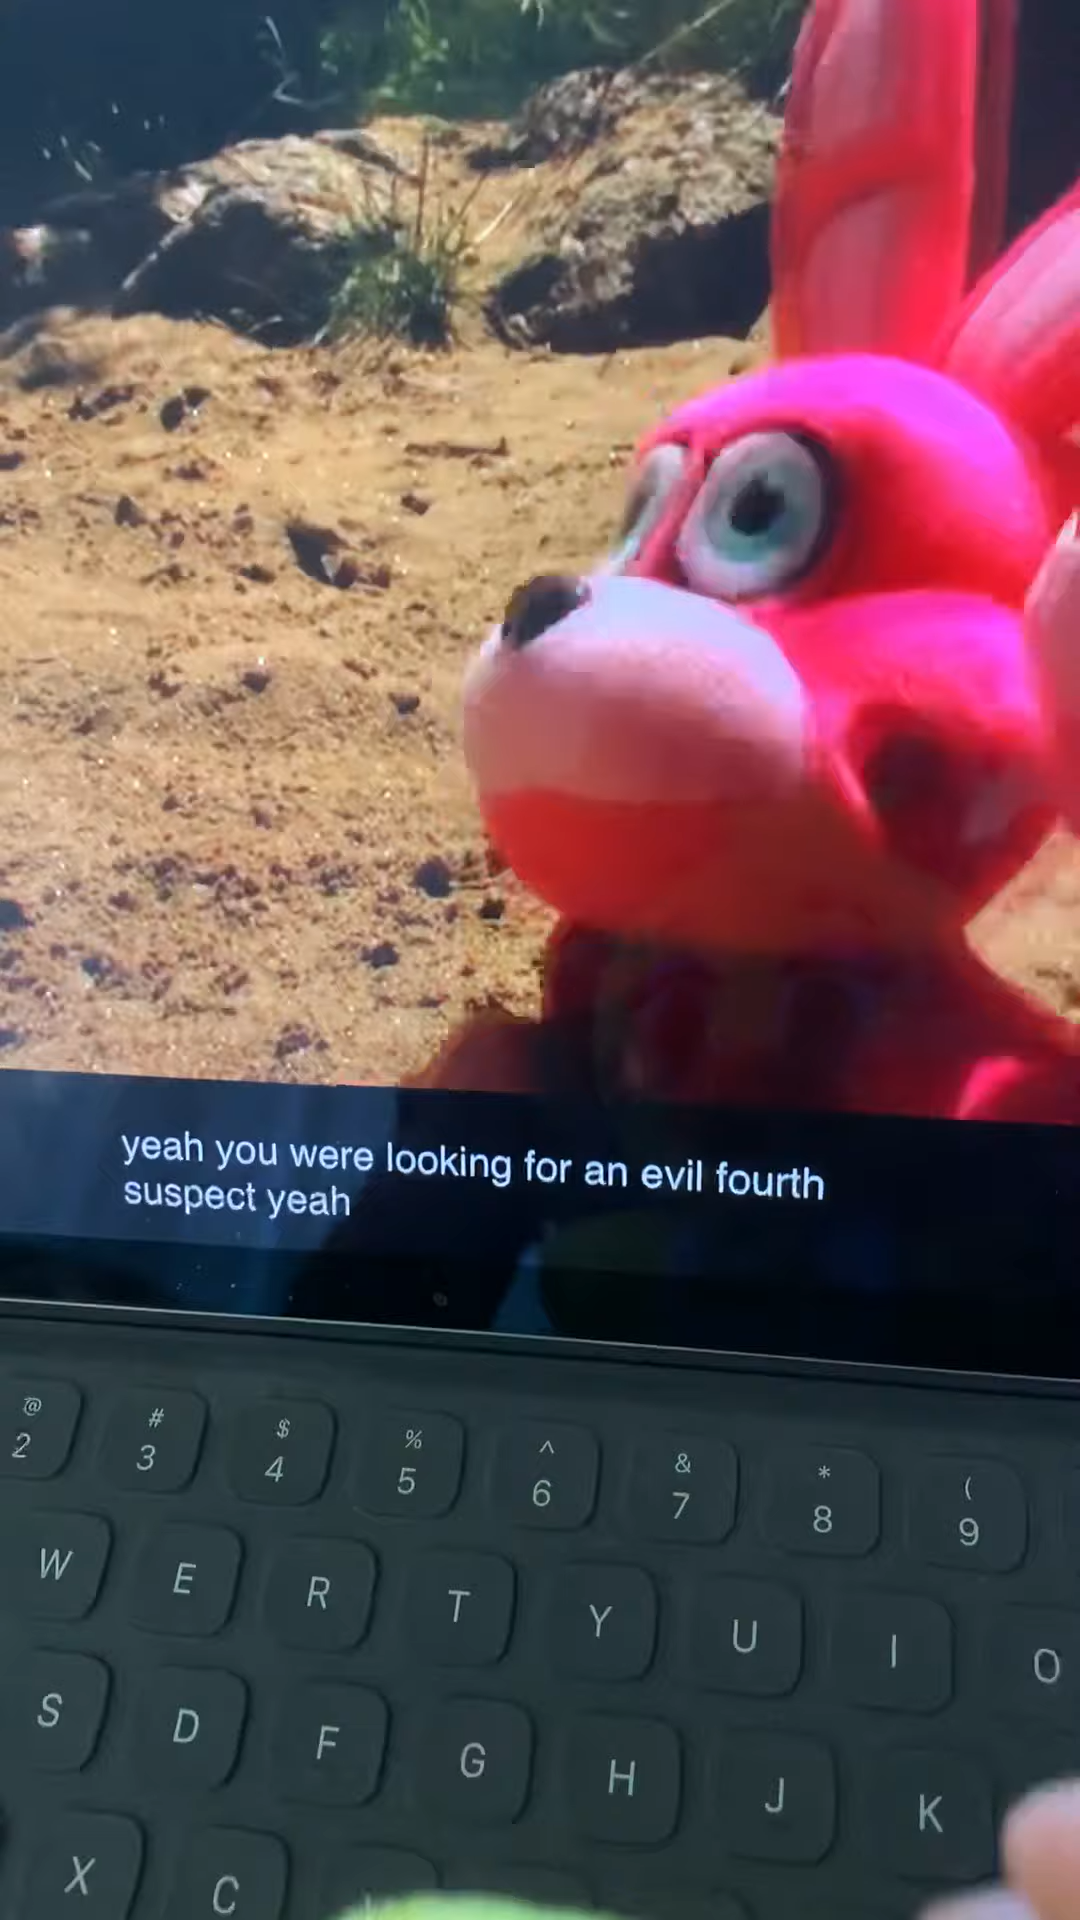 yeah you were looking for an evil fourth
suspect yeah
@ # $ % ^ & * (
2 3 4 5 6 7 8 9
W E R T Y U I O
S D F G H J K
X C